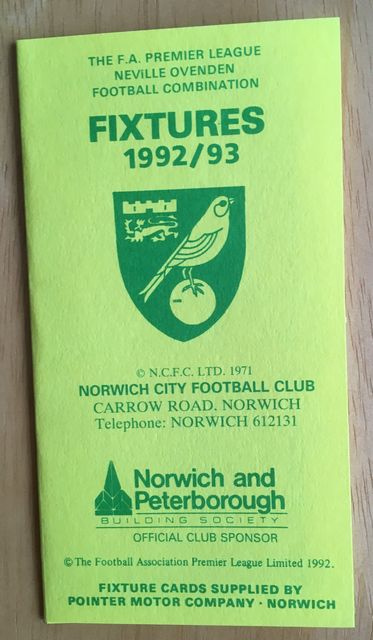 THE F.A. PREMIER LEAGUE
NEVILLE OVENDEN
FOOTBALL COMBINATION
FIXTURES
1992/93
© N.C.F.C. LTD. 1971
NORWICH CITY FOOTBALL CLUB
CARROW ROAD, NORWICH
Telephone: NORWICH 612131
Norwich and
Peterborough
BUILDING SOCIETY
OFFICIAL CLUB SPONSOR
© The Football Association Premier League Limited 1992.
FIXTURE CARDS SUPPLIED BY
POINTER MOTOR COMPANY · NORWICH